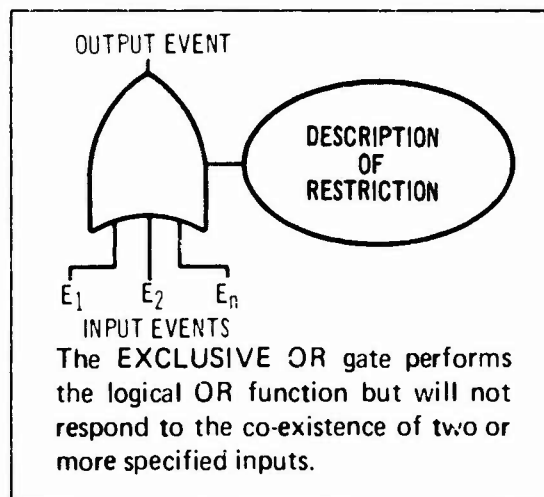 OUTPUT EVENT
DESCRIPTION
OF
RESTRICTION
E1 E2 En
INPUT EVENTS
The EXCLUSIVE OR gate performs
the logical OR function but will not
respond to the co-existence of two or
more specified inputs.